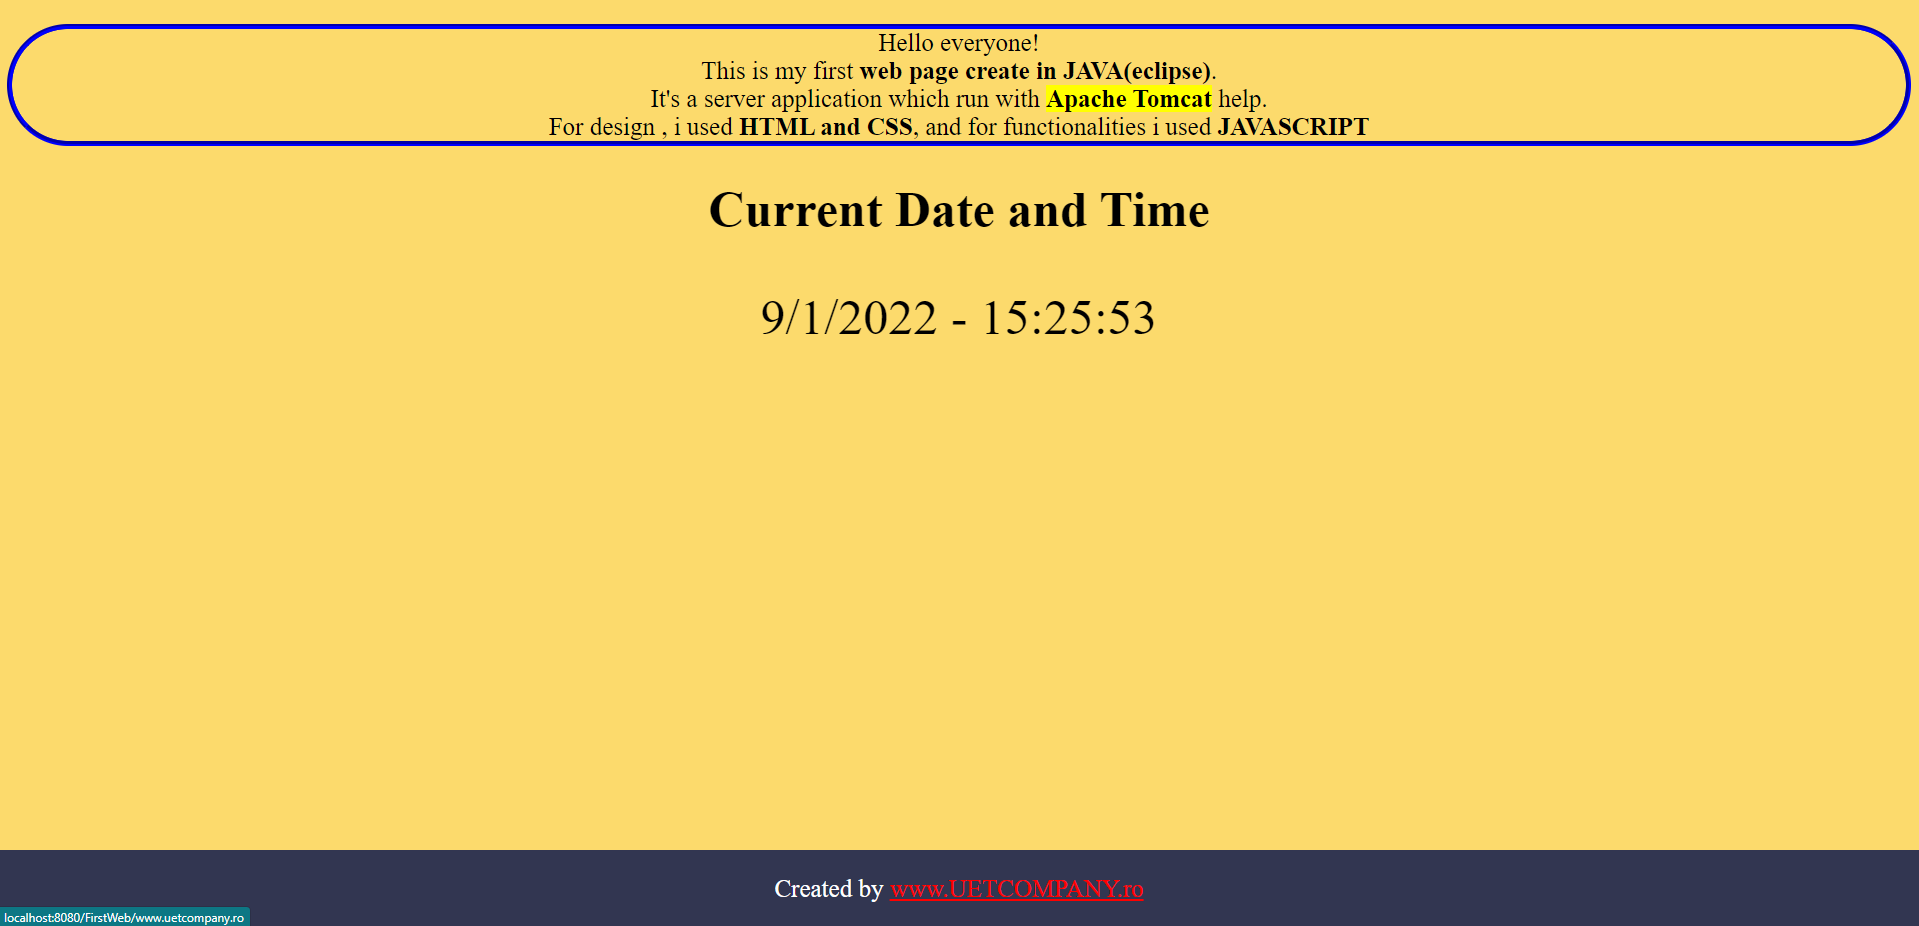 Hello everyone!
This is my first web page create in JAVA(eclipse).
It's a server application which run with Apache Tomcat help.
For design , i used HTML and CSS, and for functionalities i used JAVASCRIPT
Current Date and Time
9/1/2022 - 15:25:53
Created by www.UETCOMPANY.ro
localhost:8080/FirstWeb/www.uetcompany.ro